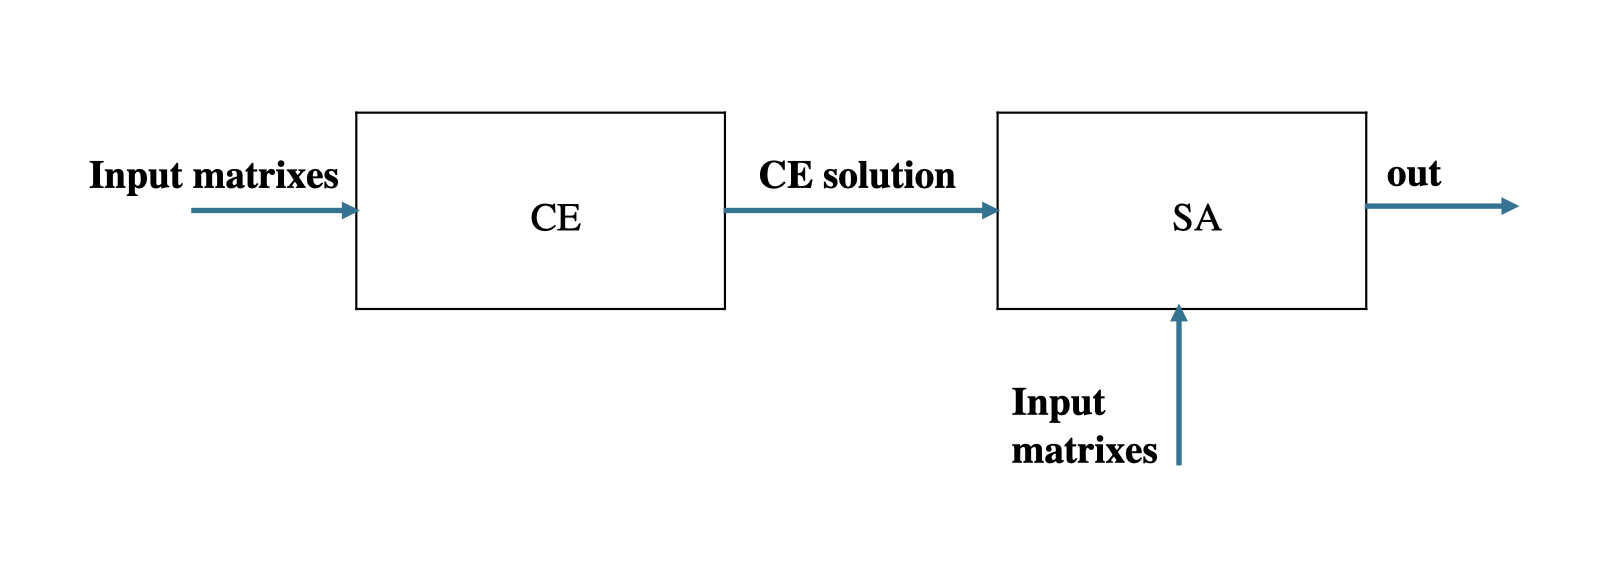 Input matrixes
CE
CE solution
SA
out
Input
matrixes